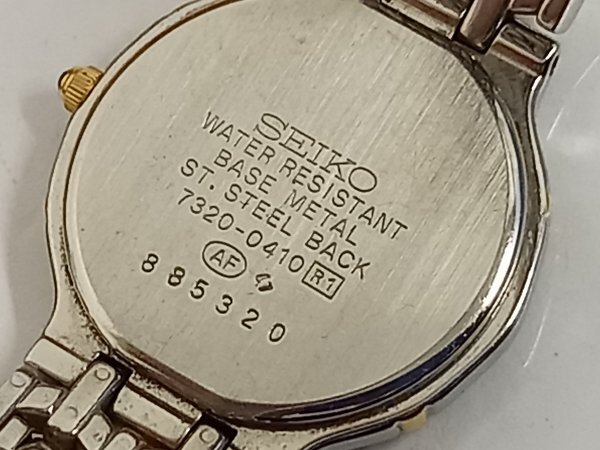 SEIKO
WATER RESISTANT
BASE METAL
ST. STEEL BACK
7320-0410 R1
AF
885320